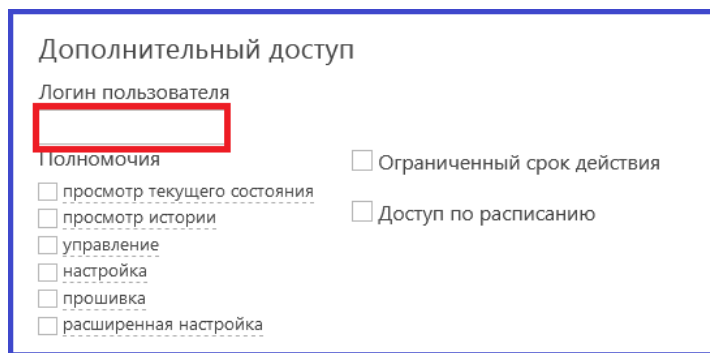 Дополнительный доступ
Логин пользователя
Полномочия
просмотр текущего состояния
просмотр истории
управление
настройка
прошивка
расширенная настройка
Ограниченный срок действия
Доступ по расписанию